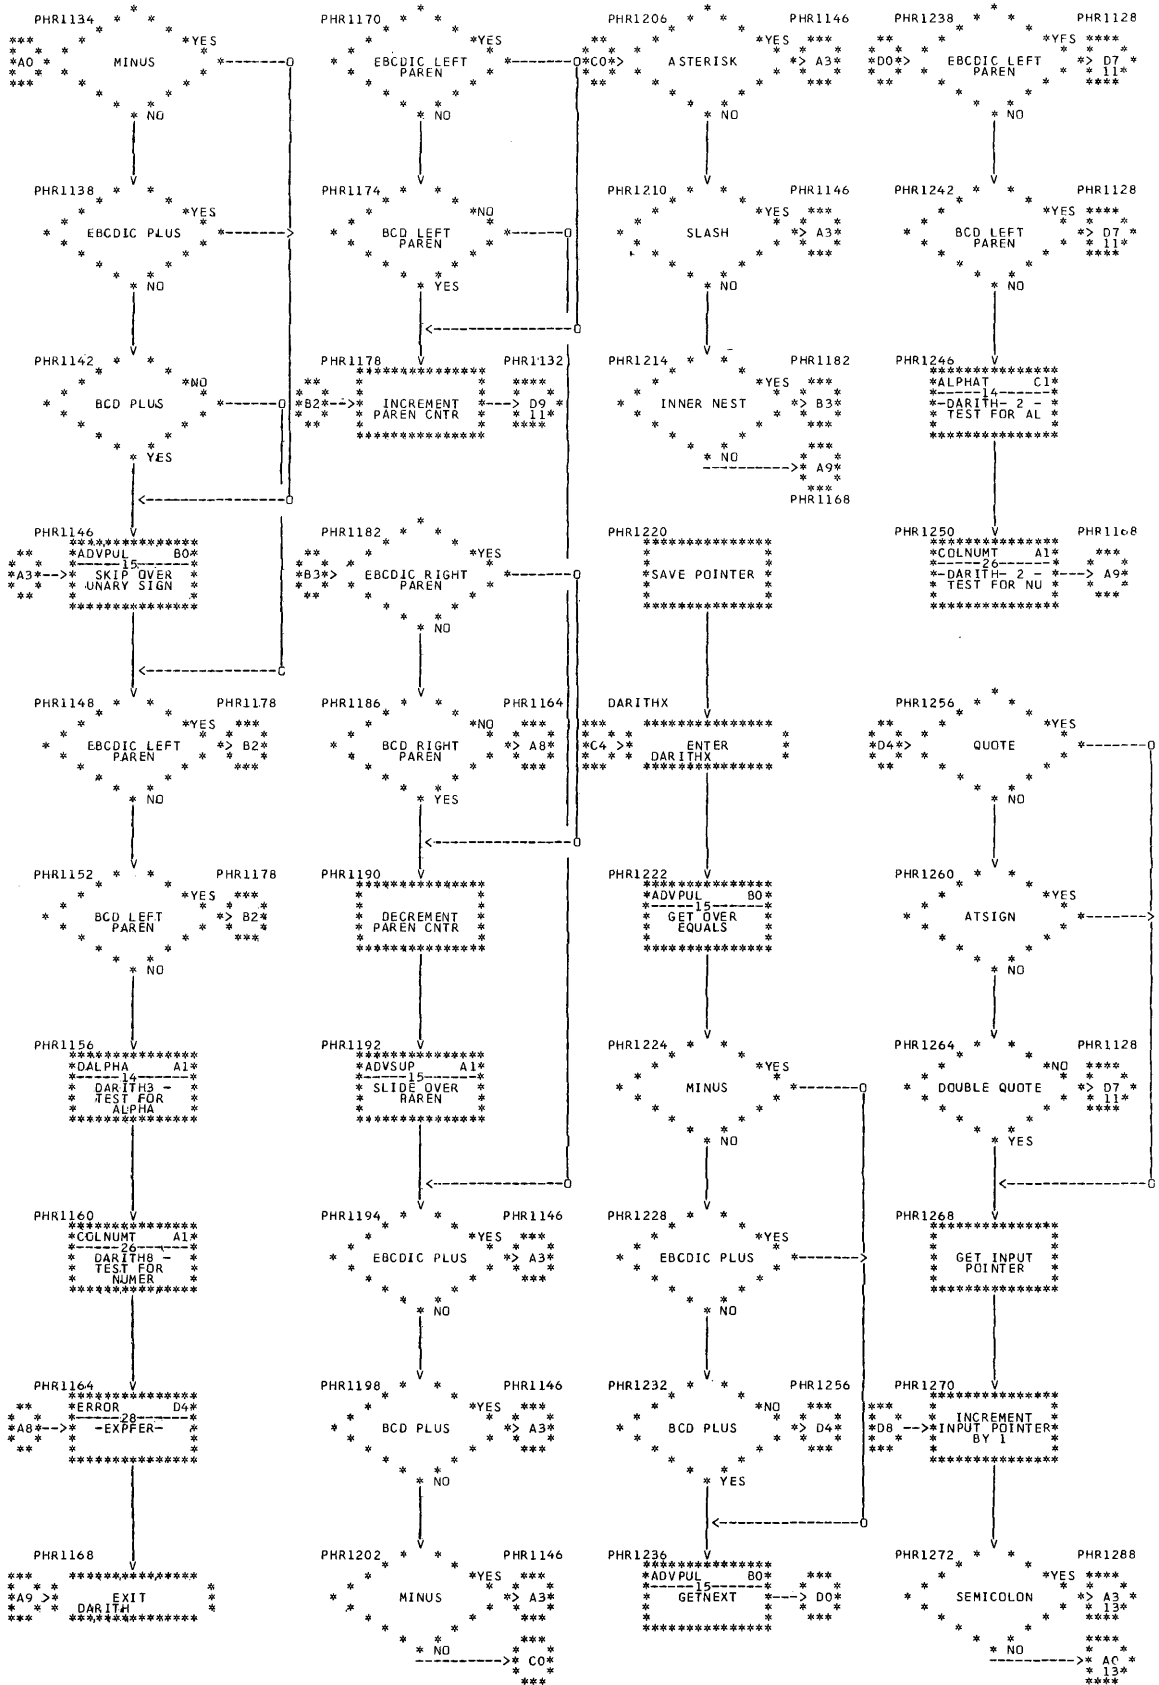 PHR1134
A0
MINUS
YES
NO
PHR1138
EBCDIC PLUS
YES
NO
PHR1142
BCD PLUS
NO
YES
PHR1146
A3
ADVPUL B0
15
SKIP OVER
UNARY SIGN
PHR1148
EBCDIC LEFT
PAREN
YES
PHR1178
B2
NO
PHR1152
BCD LEFT
PAREN
YES
PHR1178
B2
NO
PHR1156
DALPHA A1
14
DARITH3 -
TEST FOR
ALPHA
PHR1160
COLNUMT A1
26
DARITH8 -
TEST FOR
NUMER
PHR1164
A8
ERROR D4
28
-EXPFER-
PHR1168
A9
EXIT
DARITH
PHR1170
EBCDIC LEFT
PAREN
YES
NO
PHR1174
BCD LEFT
PAREN
NO
YES
PHR1178
B2
INCREMENT
PAREN CNTR
PHR1132
D9
11
PHR1182
B3
EBCDIC RIGHT
PAREN
YES
NO
PHR1186
BCD RIGHT
PAREN
NO
PHR1164
A8
YES
PHR1190
DECREMENT
PAREN CNTR
PHR1192
ADVSUP A1
15
SLIDE OVER
RAREN
PHR1194
EBCDIC PLUS
YES
PHR1146
A3
NO
PHR1198
BCD PLUS
YES
PHR1146
A3
NO
PHR1202
MINUS
YES
PHR1146
A3
NO
C0
PHR1206
C0
ASTERISK
YES
PHR1146
A3
NO
PHR1210
SLASH
YES
PHR1146
A3
NO
PHR1214
INNER NEST
YES
PHR1182
B3
NO
A9
PHR1168
PHR1220
SAVE POINTER
DARITHX
C4
ENTER
DARITHX
PHR1222
ADVPUL B0
15
GET OVER
EQUALS
PHR1224
MINUS
YES
NO
PHR1228
EBCDIC PLUS
YES
NO
PHR1232
BCD PLUS
NO
PHR1256
D4
YES
PHR1236
ADVPUL B0
15
GETNEXT
D0
PHR1238
D0
EBCDIC LEFT
PAREN
YES
PHR1128
D7
11
NO
PHR1242
BCD LEFT
PAREN
YES
PHR1128
D7
11
NO
PHR1246
ALPHAT C1
14
-DARITH- 2 -
TEST FOR AL
PHR1250
COLNUMT A1
26
-DARITH- 2 -
TEST FOR NU
PHR1168
A9
PHR1256
D4
QUOTE
YES
NO
PHR1260
ATSIGN
YES
NO
PHR1264
DOUBLE QUOTE
NO
PHR1128
D7
11
YES
PHR1268
GET INPUT
POINTER
PHR1270
D8
INCREMENT
INPUT POINTER
BY 1
PHR1272
SEMICOLON
YES
PHR1288
A3
13
NO
A0
13